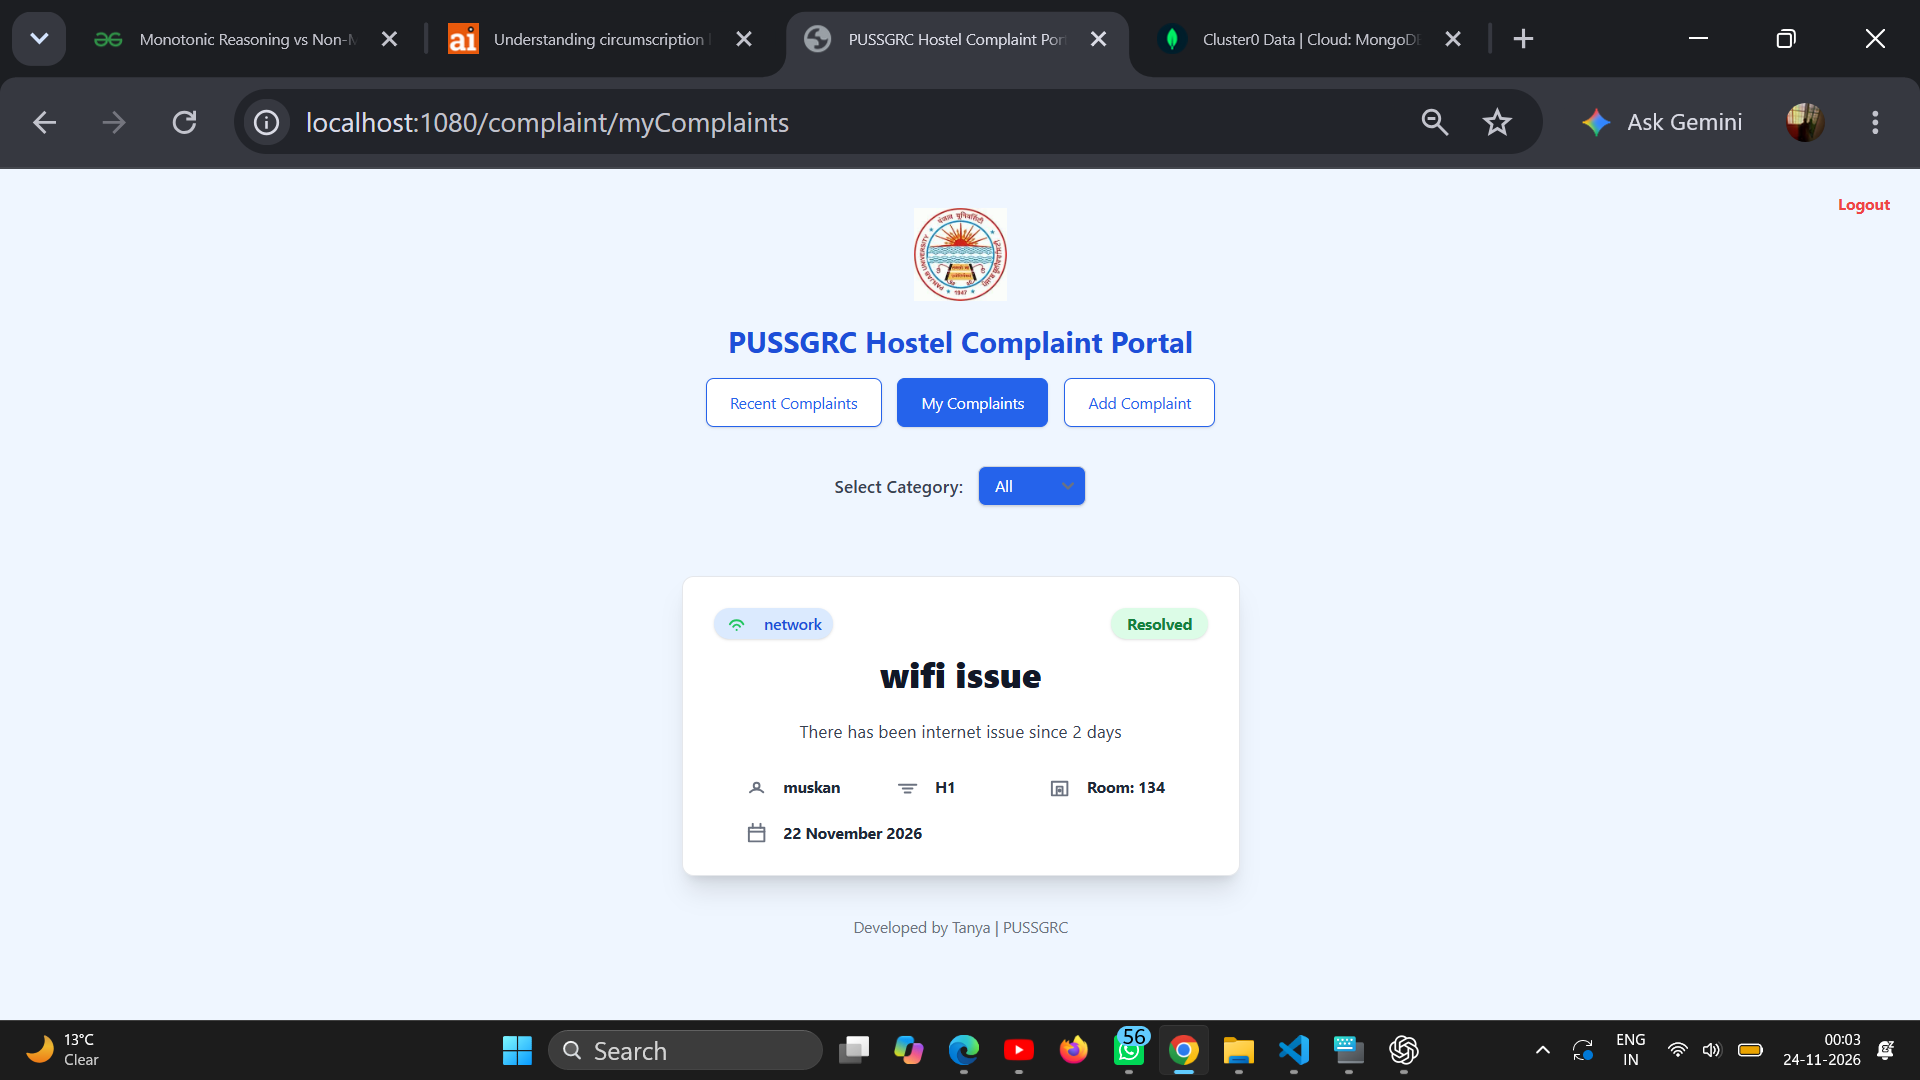 Monotonic Reasoning vs Non-M
Understanding circumscription
PUSSGRC Hostel Complaint Por
Cluster0 Data | Cloud: MongoDB
localhost:1080/complaint/myComplaints
Ask Gemini
Logout
PANJAB UNIVERSITY
1947
PUSSGRC Hostel Complaint Portal
Recent Complaints
My Complaints
Add Complaint
Select Category:
All
network
Resolved
wifi issue
There has been internet issue since 2 days
muskan
H1
Room: 134
22 November 2026
Developed by Tanya | PUSSGRC
13°C
Clear
Search
56
ENG
IN
00:03
24-11-2026